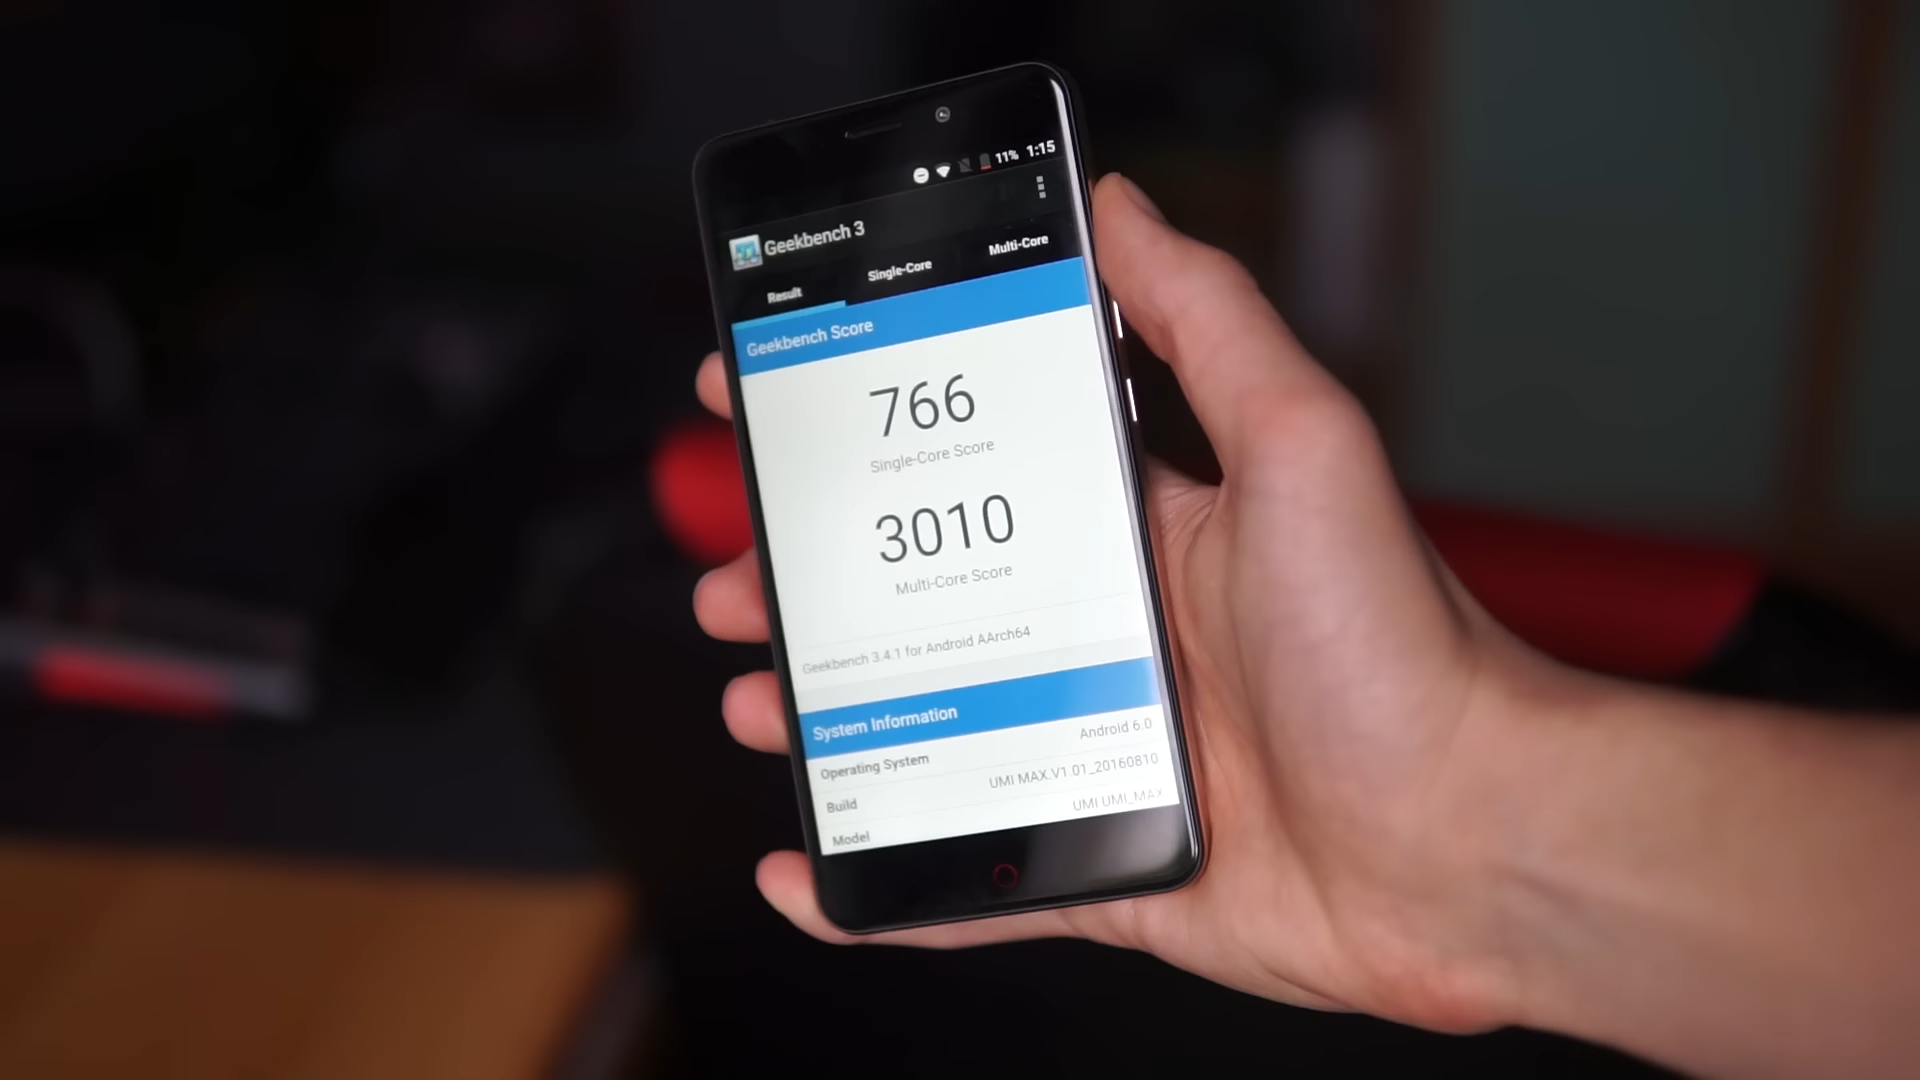 11% 1:15
Geekbench 3
Result Single-Core Multi-Core
Geekbench Score
766
Single-Core Score
3010
Multi-Core Score
Geekbench 3.4.1 for Android AArch64
System Information
Operating System Android 6.0
Build UMI MAX.V1.01_20160810
Model UMI UMI_MAX